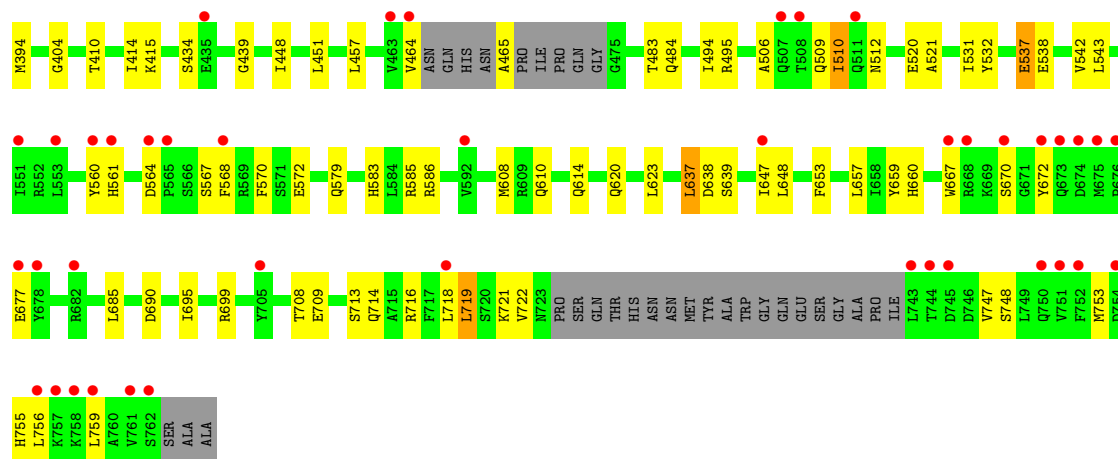 M394 G404 T410 I414 K415 S434 E435 G439 I448 L451 L457 V463 V464 ASN GLN HIS ASN A465 PRO ILE PRO GLN GLY G475 T483 Q484 I494 R495 A506 Q507 T508 Q509 I510 Q511 N512 E520 A521 I531 Y532 E537 E538 V542 L543
I551 R552 L553 Y560 H561 D564 P565 S566 S567 F568 R569 F570 S571 E572 Q579 H583 L584 R585 R586 V592 M608 R609 Q610 Q614 Q620 L623 L637 D638 S639 I647 L648 F653 L657 I658 Y659 H660 W667 R668 K669 S670 G671 Y672 Q673 D674 M675
E677 Y678 R682 L685 D690 I695 R699 Y705 T708 E709 S713 Q714 A715 R716 F717 L718 L719 S720 K721 V722 N723 PRO SER GLN THR HIS ASN ASN MET TYR ALA TRP GLY GLN GLU SER GLY ALA PRO ILE L743 T744 D745 D746 V747 S748 L749 Q750 V751 F752 M753 D754
H755 L756 K757 K758 L759 A760 V761 S762 SER ALA ALA